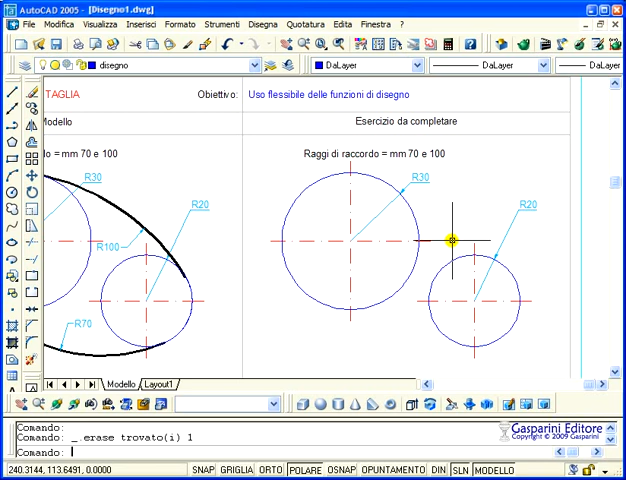 AutoCAD 2005 - [Disegno1.dwg]
File Modifica Visualizza Inserisci Formato Strumenti Disegna Quotatura Edita Finestra ?
disegno DaLayer DaLayer DaLayer
TAGLIA Obiettivo: Uso flessibile delle funzioni di disegno
Modello Esercizio da completare
do = mm 70 e 100 Raggi di raccordo = mm 70 e 100
R30 R30
R20 R20
R100
R70
Modello Layout1
Comando:
Comando: _.erase trovato(i) 1
Comando:
Gasparini Editore
Copyright © 2009 Gasparini
240.3144, 113.6491, 0.0000 SNAP GRIGLIA ORTO POLARE OSNAP OPUNTAMENTO DIN SLN MODELLO